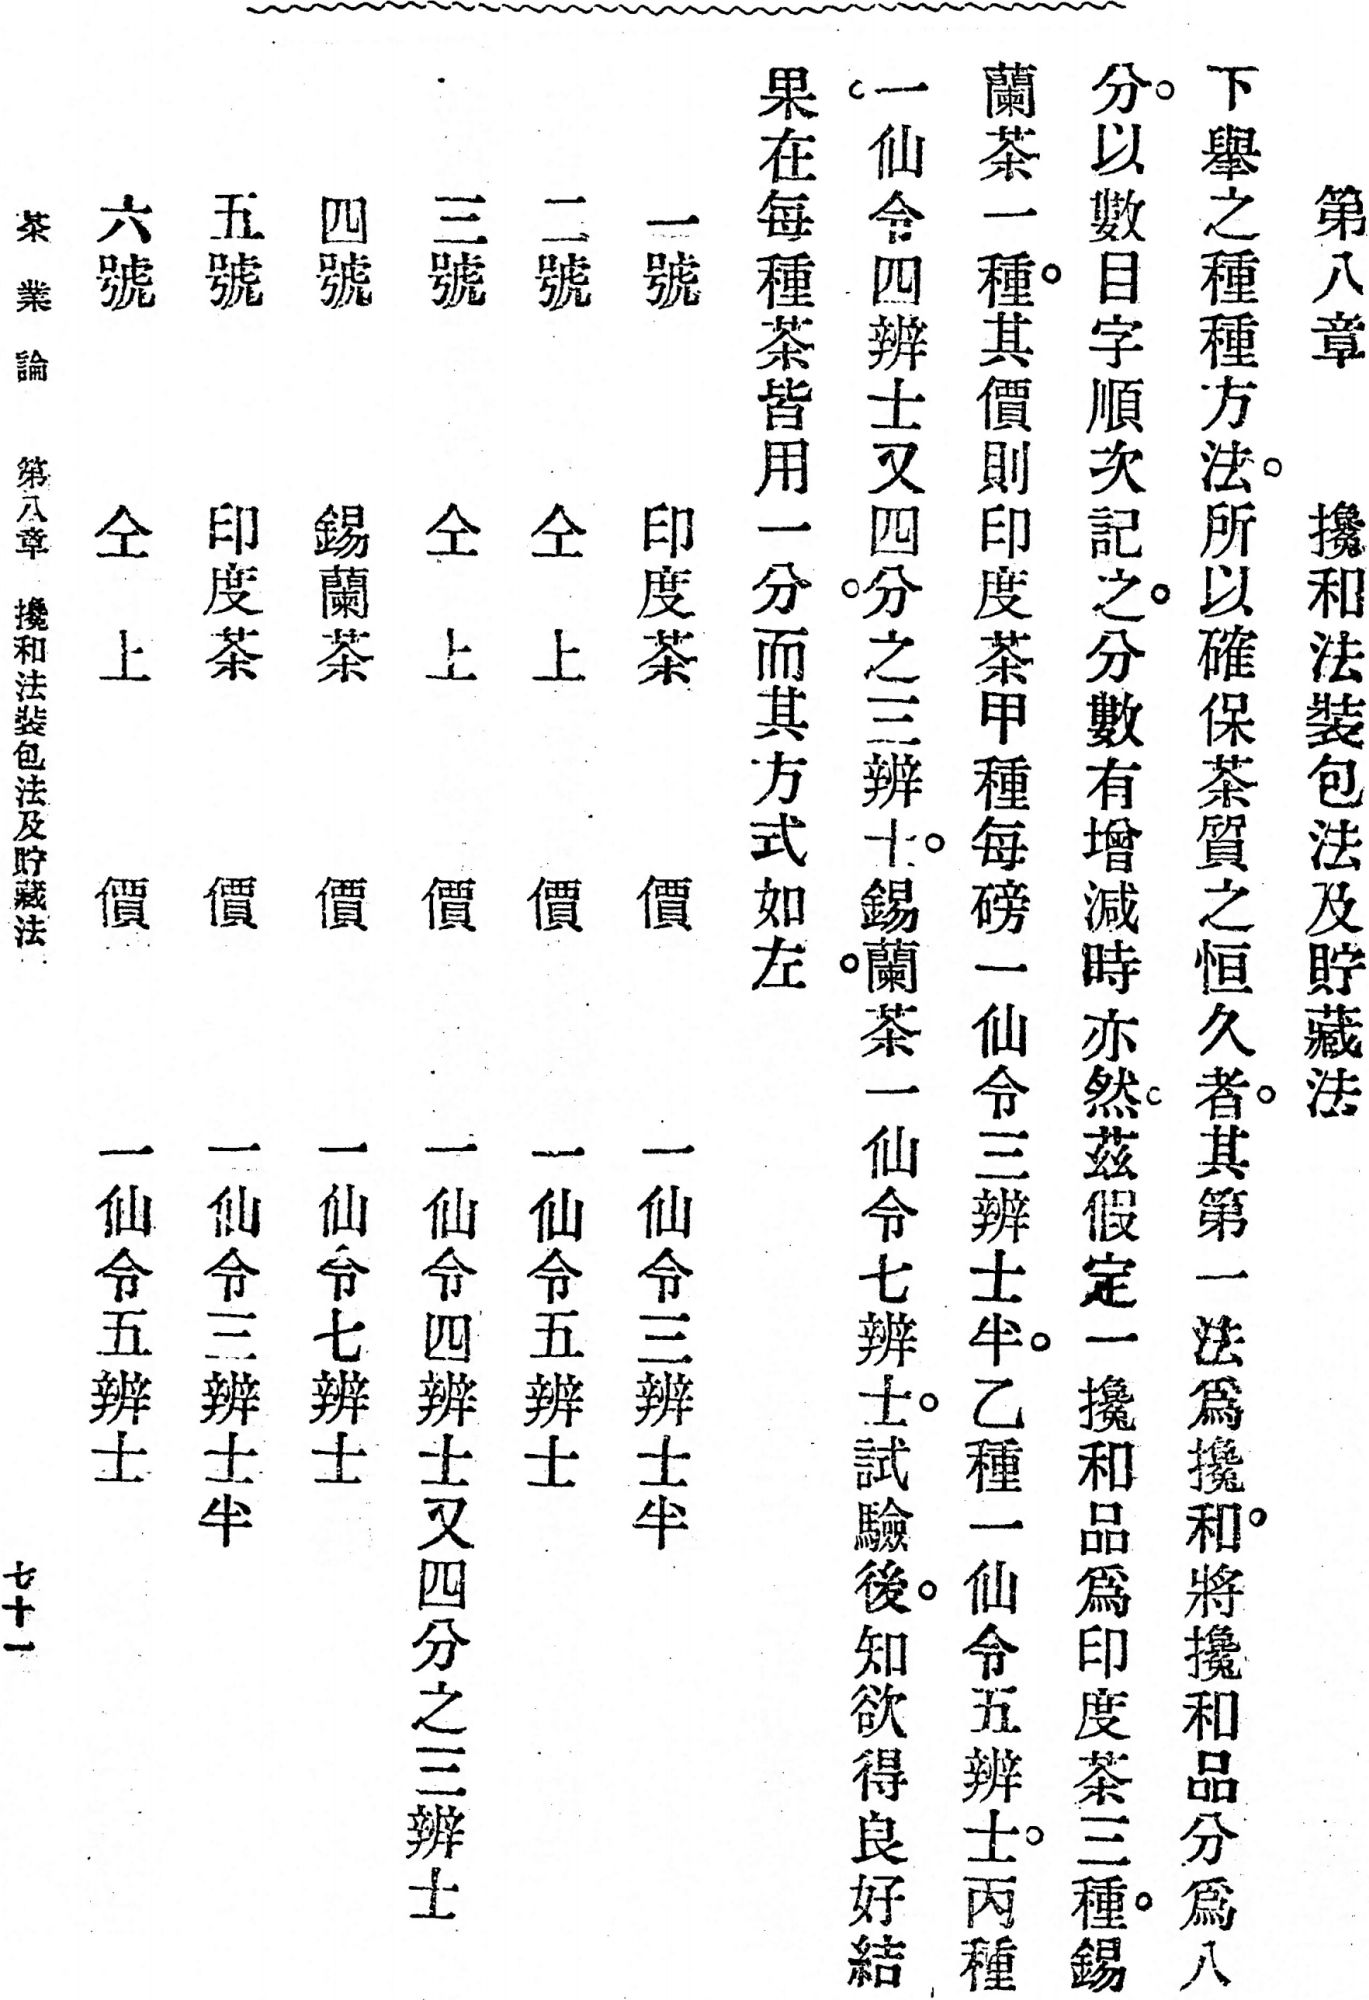 第八章　攙和法裝包法及貯藏法
下舉之種種方法。所以確保茶質之恒久者。其第一法爲攙和。將攙和品分爲八
分。以數目字順次記之。分數有增減時亦然。茲假定一攙和品爲印度茶三種。錫
蘭茶一種。其價則印度茶甲種每磅一仙令三辨士半。乙種一仙令五辨士。丙種
一仙令四辨士又四分之三辨士。錫蘭茶一仙令七辨士。試驗後。知欲得良好結
果。在每種茶皆用一分。而其方式如左。
一號　印度茶　價　一仙令三辨士半
二號　仝上　價　一仙令五辨士
三號　仝上　價　一仙令四辨士又四分之三辨士
四號　錫蘭茶　價　一仙令七辨士
五號　印度茶　價　一仙令三辨士半
六號　仝上　價　一仙令五辨士
茶業論　第八章　攙和法裝包法及貯藏法　七十一